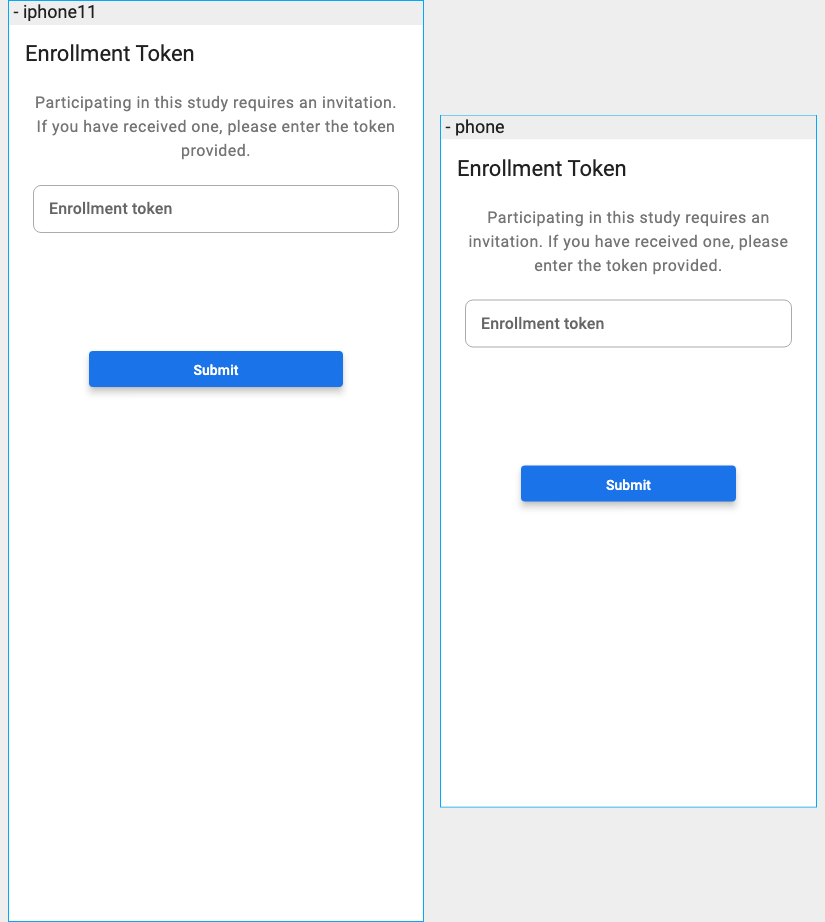 - iphone11
Enrollment Token
Participating in this study requires an invitation.
If you have received one, please enter the token
provided.
Enrollment token
Submit
- phone
Enrollment Token
Participating in this study requires an
invitation. If you have received one, please
enter the token provided.
Enrollment token
Submit